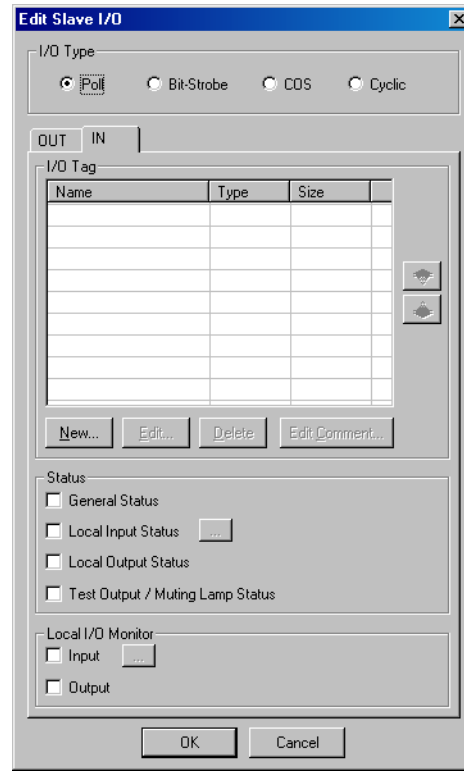 Edit Slave I/O
I/O Type
Poll Bit-Strobe COS Cyclic
OUT IN
I/O Tag
Name Type Size
New... Edit... Delete Edit Comment...
Status
General Status
Local Input Status ...
Local Output Status
Test Output / Muting Lamp Status
Local I/O Monitor
Input ...
Output
OK Cancel